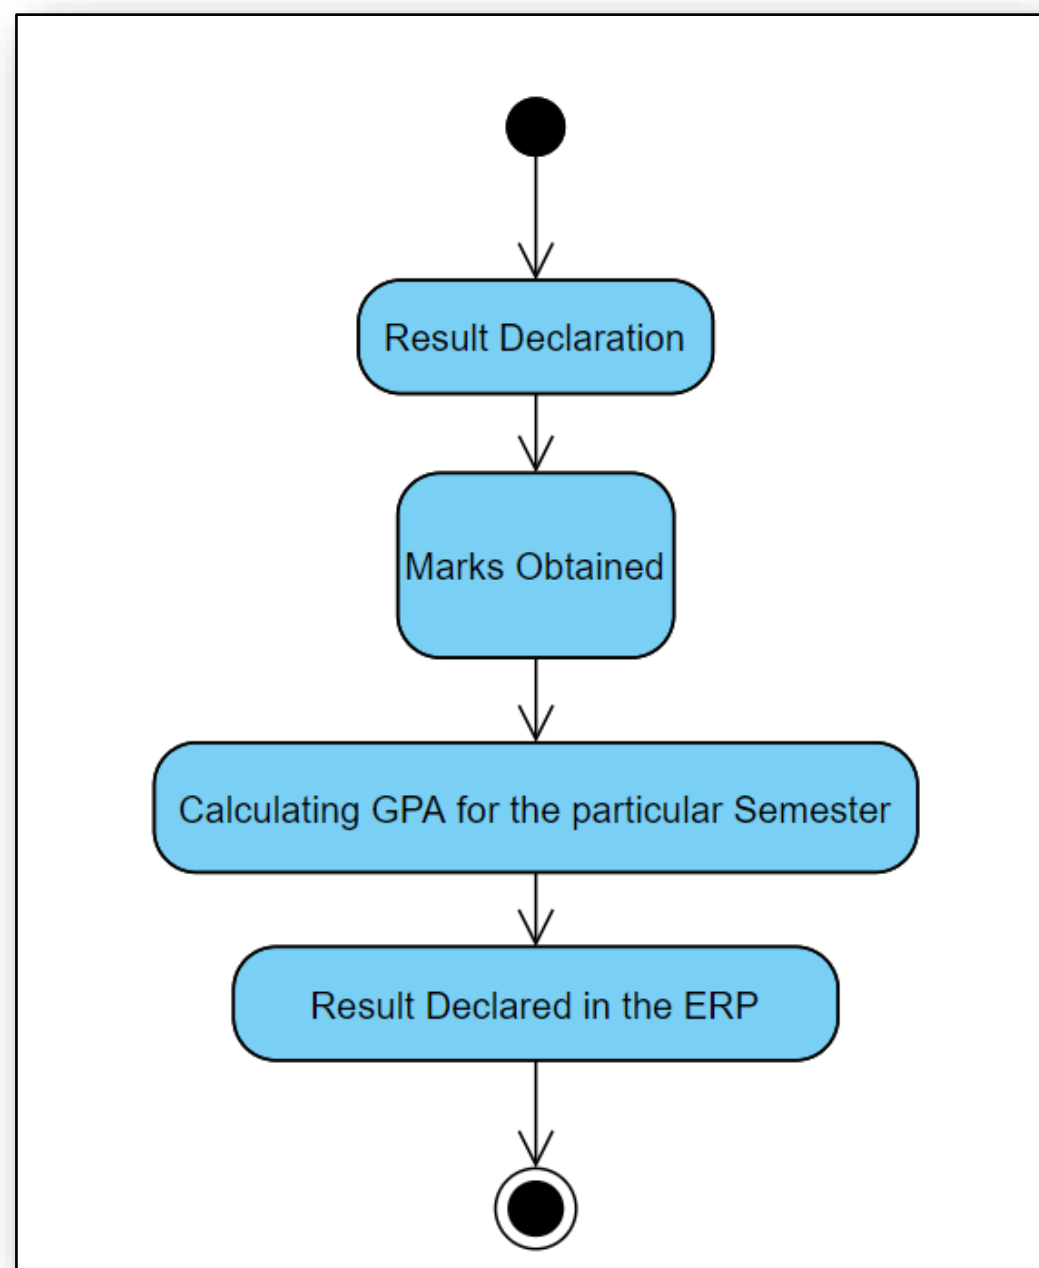 Result Declaration
Marks Obtained
Calculating GPA for the particular Semester
Result Declared in the ERP